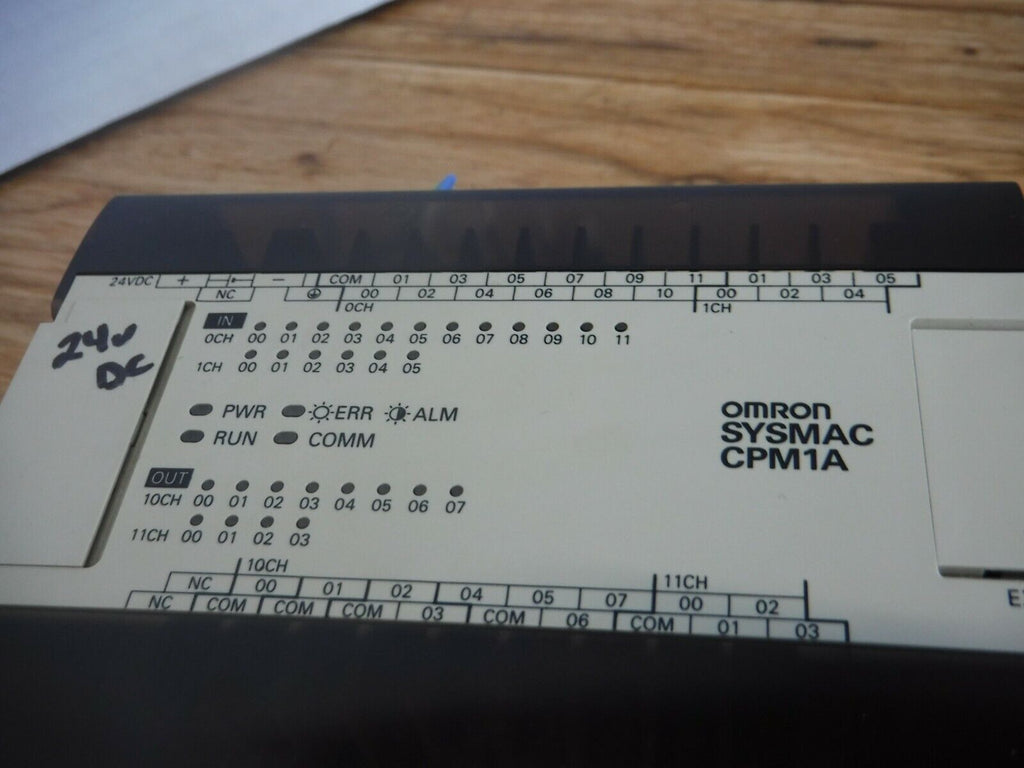 24VDC + − COM 01 03 05 07 09 11 01 03 05
NC 00 02 04 06 08 10 00 02 04
0CH 1CH
24v
DC
IN
0CH 00 01 02 03 04 05 06 07 08 09 10 11
1CH 00 01 02 03 04 05
PWR ERR ALM
RUN COMM
OMRON
SYSMAC
CPM1A
OUT
10CH 00 01 02 03 04 05 06 07
11CH 00 01 02 03
10CH 11CH
NC 00 01 02 04 05 07 00 02
NC COM COM COM 03 COM 06 COM 01 03